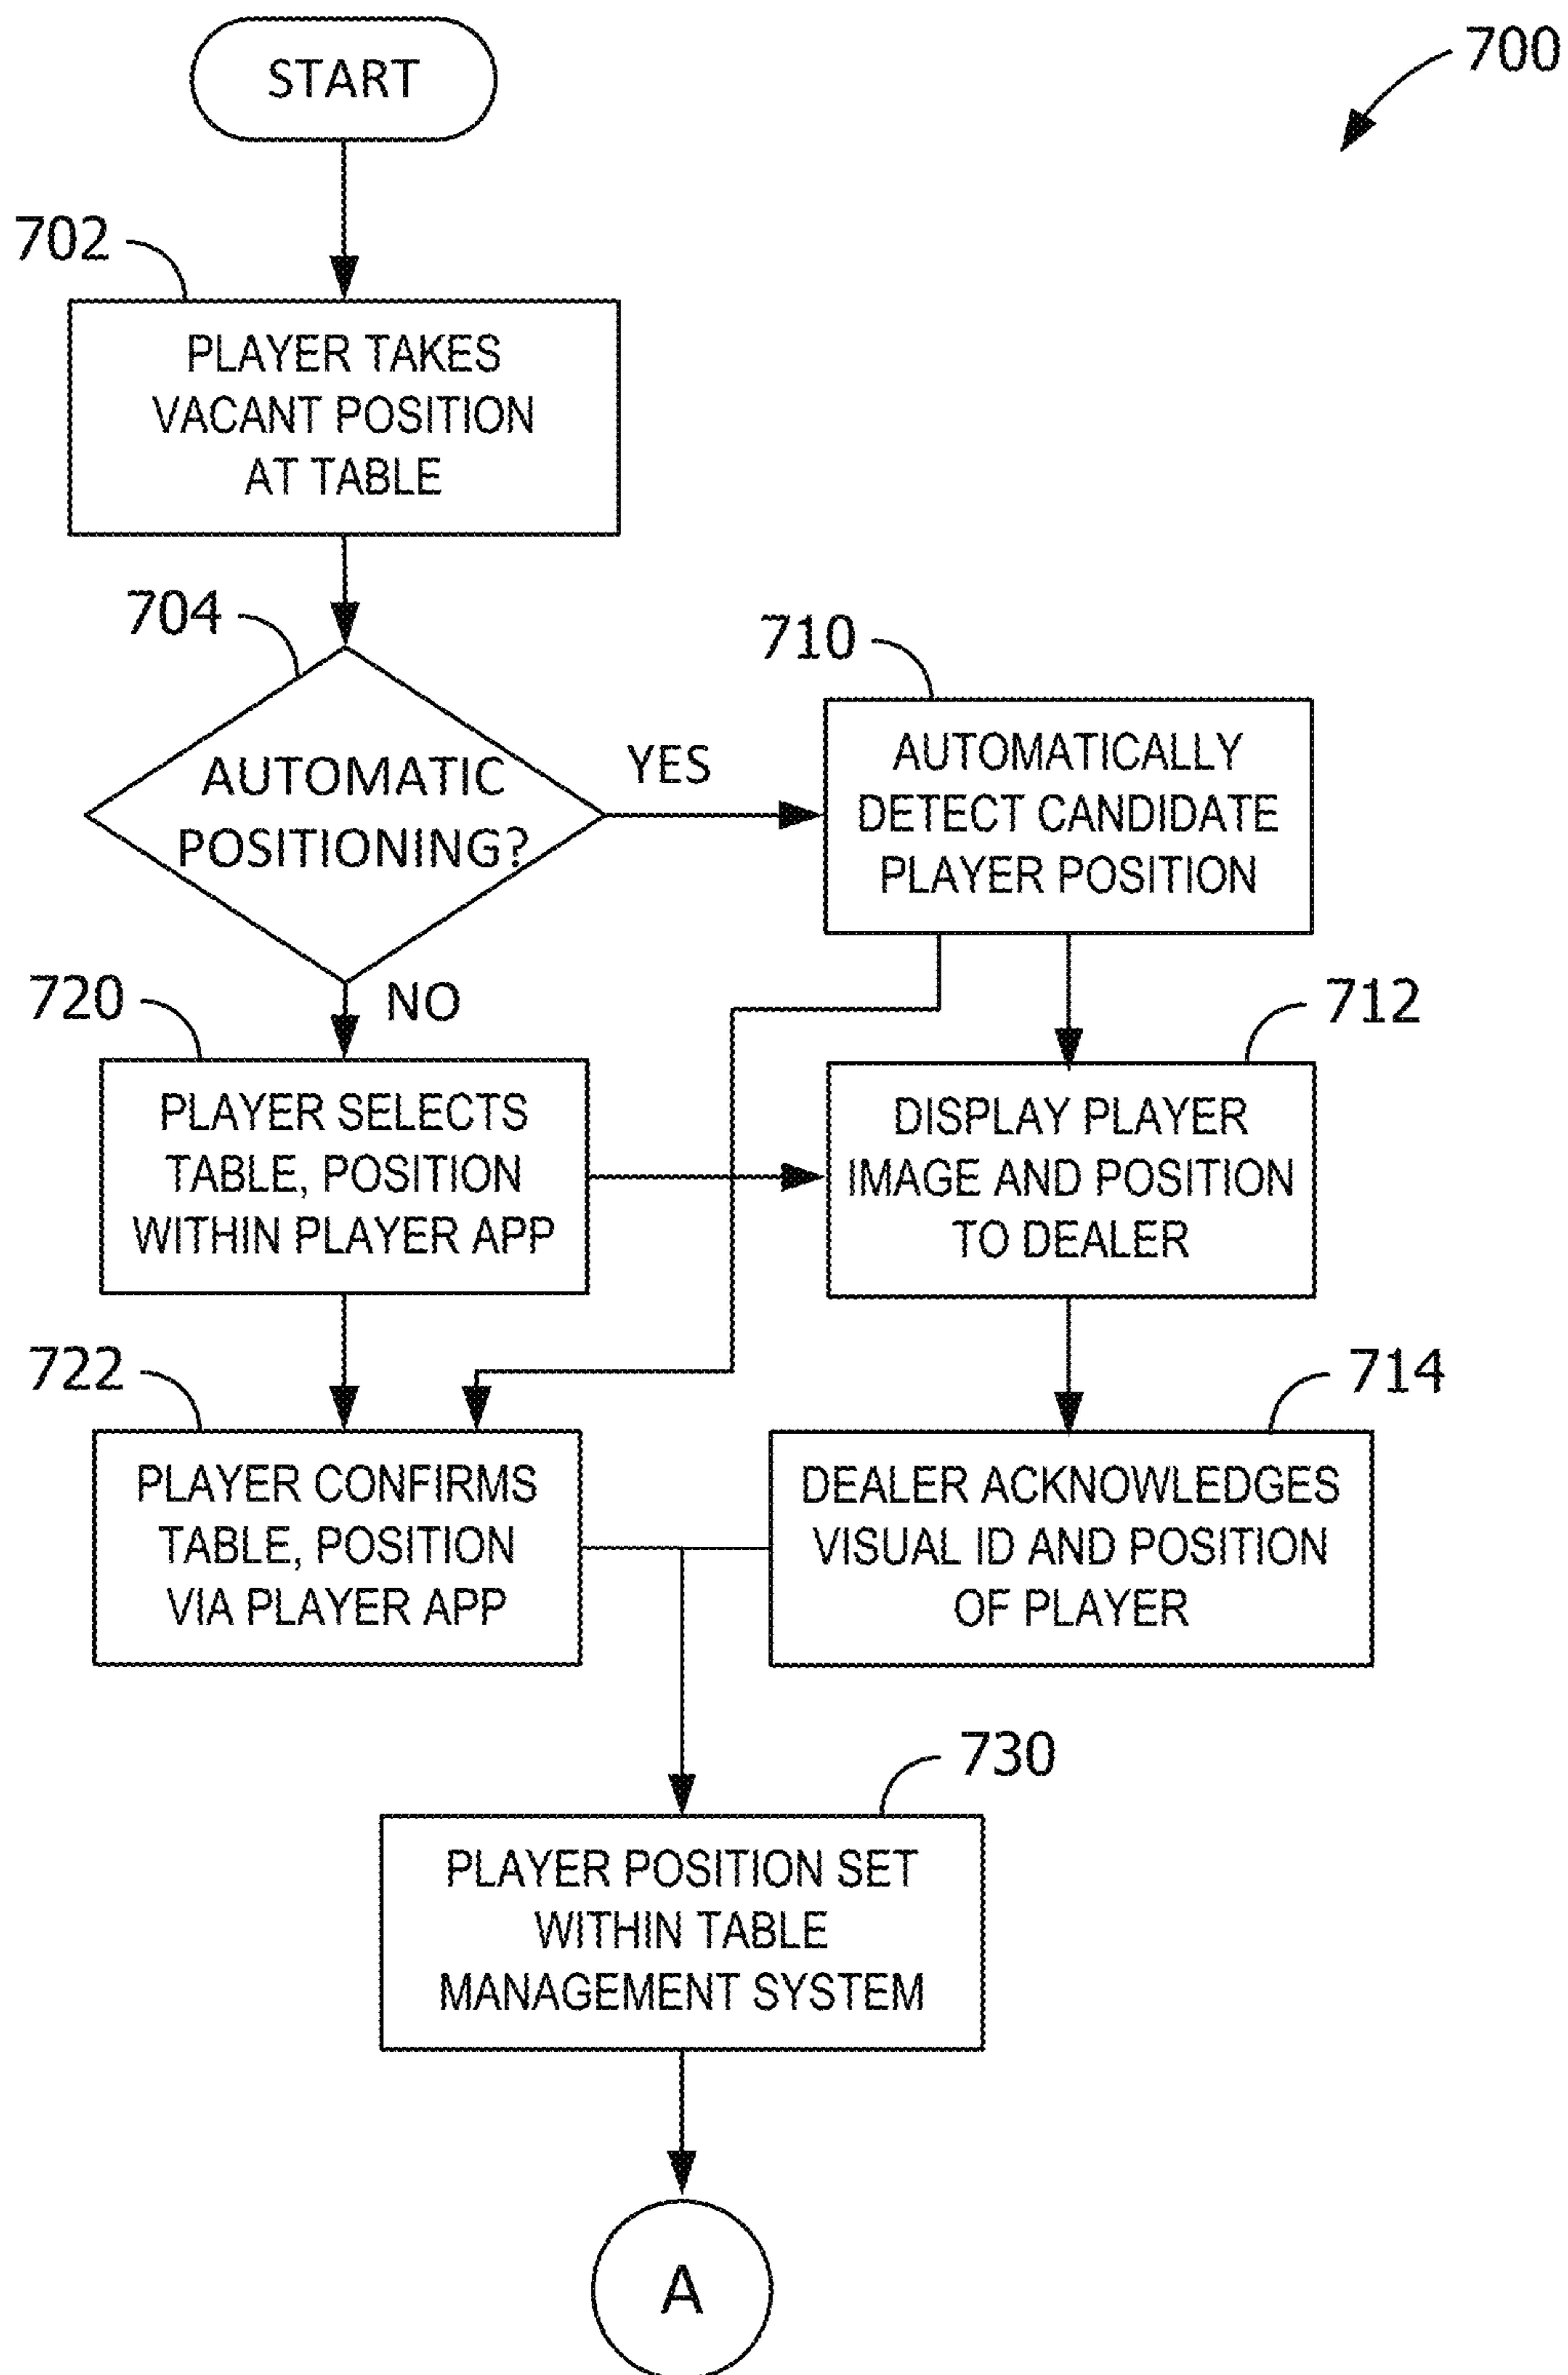 START
700
702
PLAYER TAKES
VACANT POSITION
AT TABLE
704
AUTOMATIC
POSITIONING?
YES
710
AUTOMATICALLY
DETECT CANDIDATE
PLAYER POSITION
NO
720
PLAYER SELECTS
TABLE, POSITION
WITHIN PLAYER APP
712
DISPLAY PLAYER
IMAGE AND POSITION
TO DEALER
722
PLAYER CONFIRMS
TABLE, POSITION
VIA PLAYER APP
714
DEALER ACKNOWLEDGES
VISUAL ID AND POSITION
OF PLAYER
730
PLAYER POSITION SET
WITHIN TABLE
MANAGEMENT SYSTEM
A